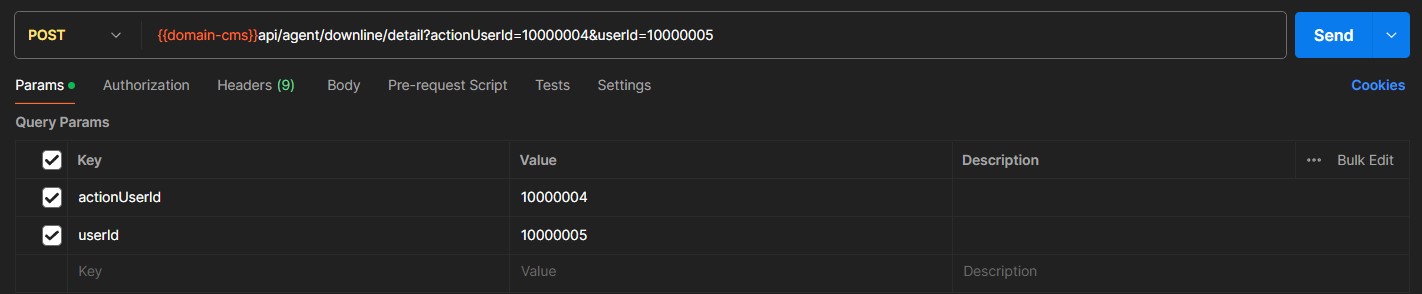 POST {{domain-cms}}api/agent/downline/detail?actionUserId=10000004&userId=10000005 Send
Params Authorization Headers (9) Body Pre-request Script Tests Settings Cookies
Query Params
Key Value Description ••• Bulk Edit
actionUserId 10000004
userId 10000005
Key Value Description